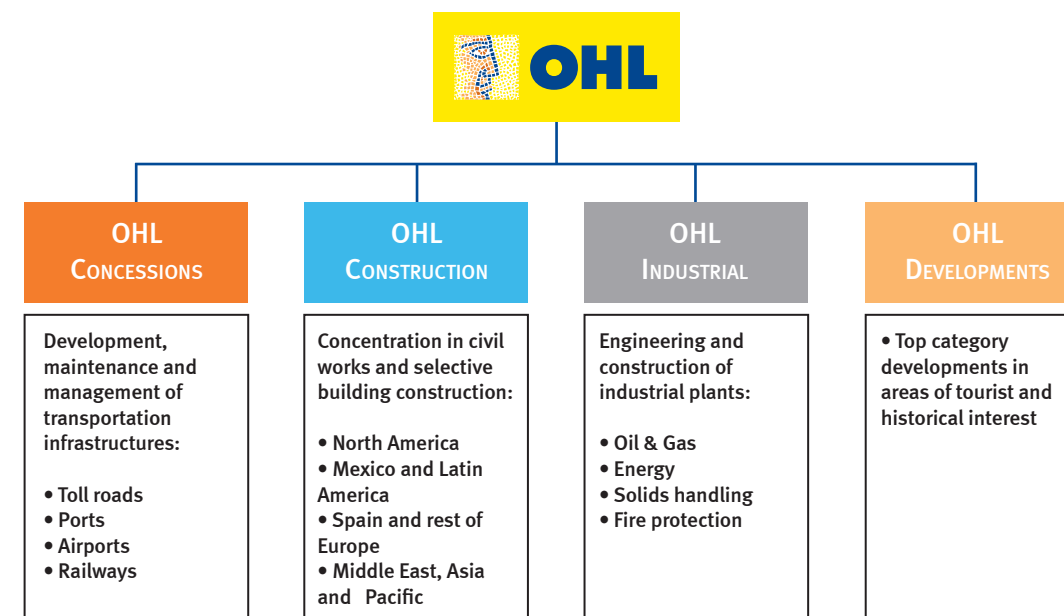 OHL
OHL
CONCESSIONS
Development,
maintenance and
management of
transportation
infrastructures:
• Toll roads
• Ports
• Airports
• Railways
OHL
CONSTRUCTION
Concentration in civil
works and selective
building construction:
• North America
• Mexico and Latin
America
• Spain and rest of
Europe
• Middle East, Asia
and Pacific
OHL
INDUSTRIAL
Engineering and
construction of
industrial plants:
• Oil & Gas
• Energy
• Solids handling
• Fire protection
OHL
DEVELOPMENTS
• Top category
developments in
areas of tourist and
historical interest